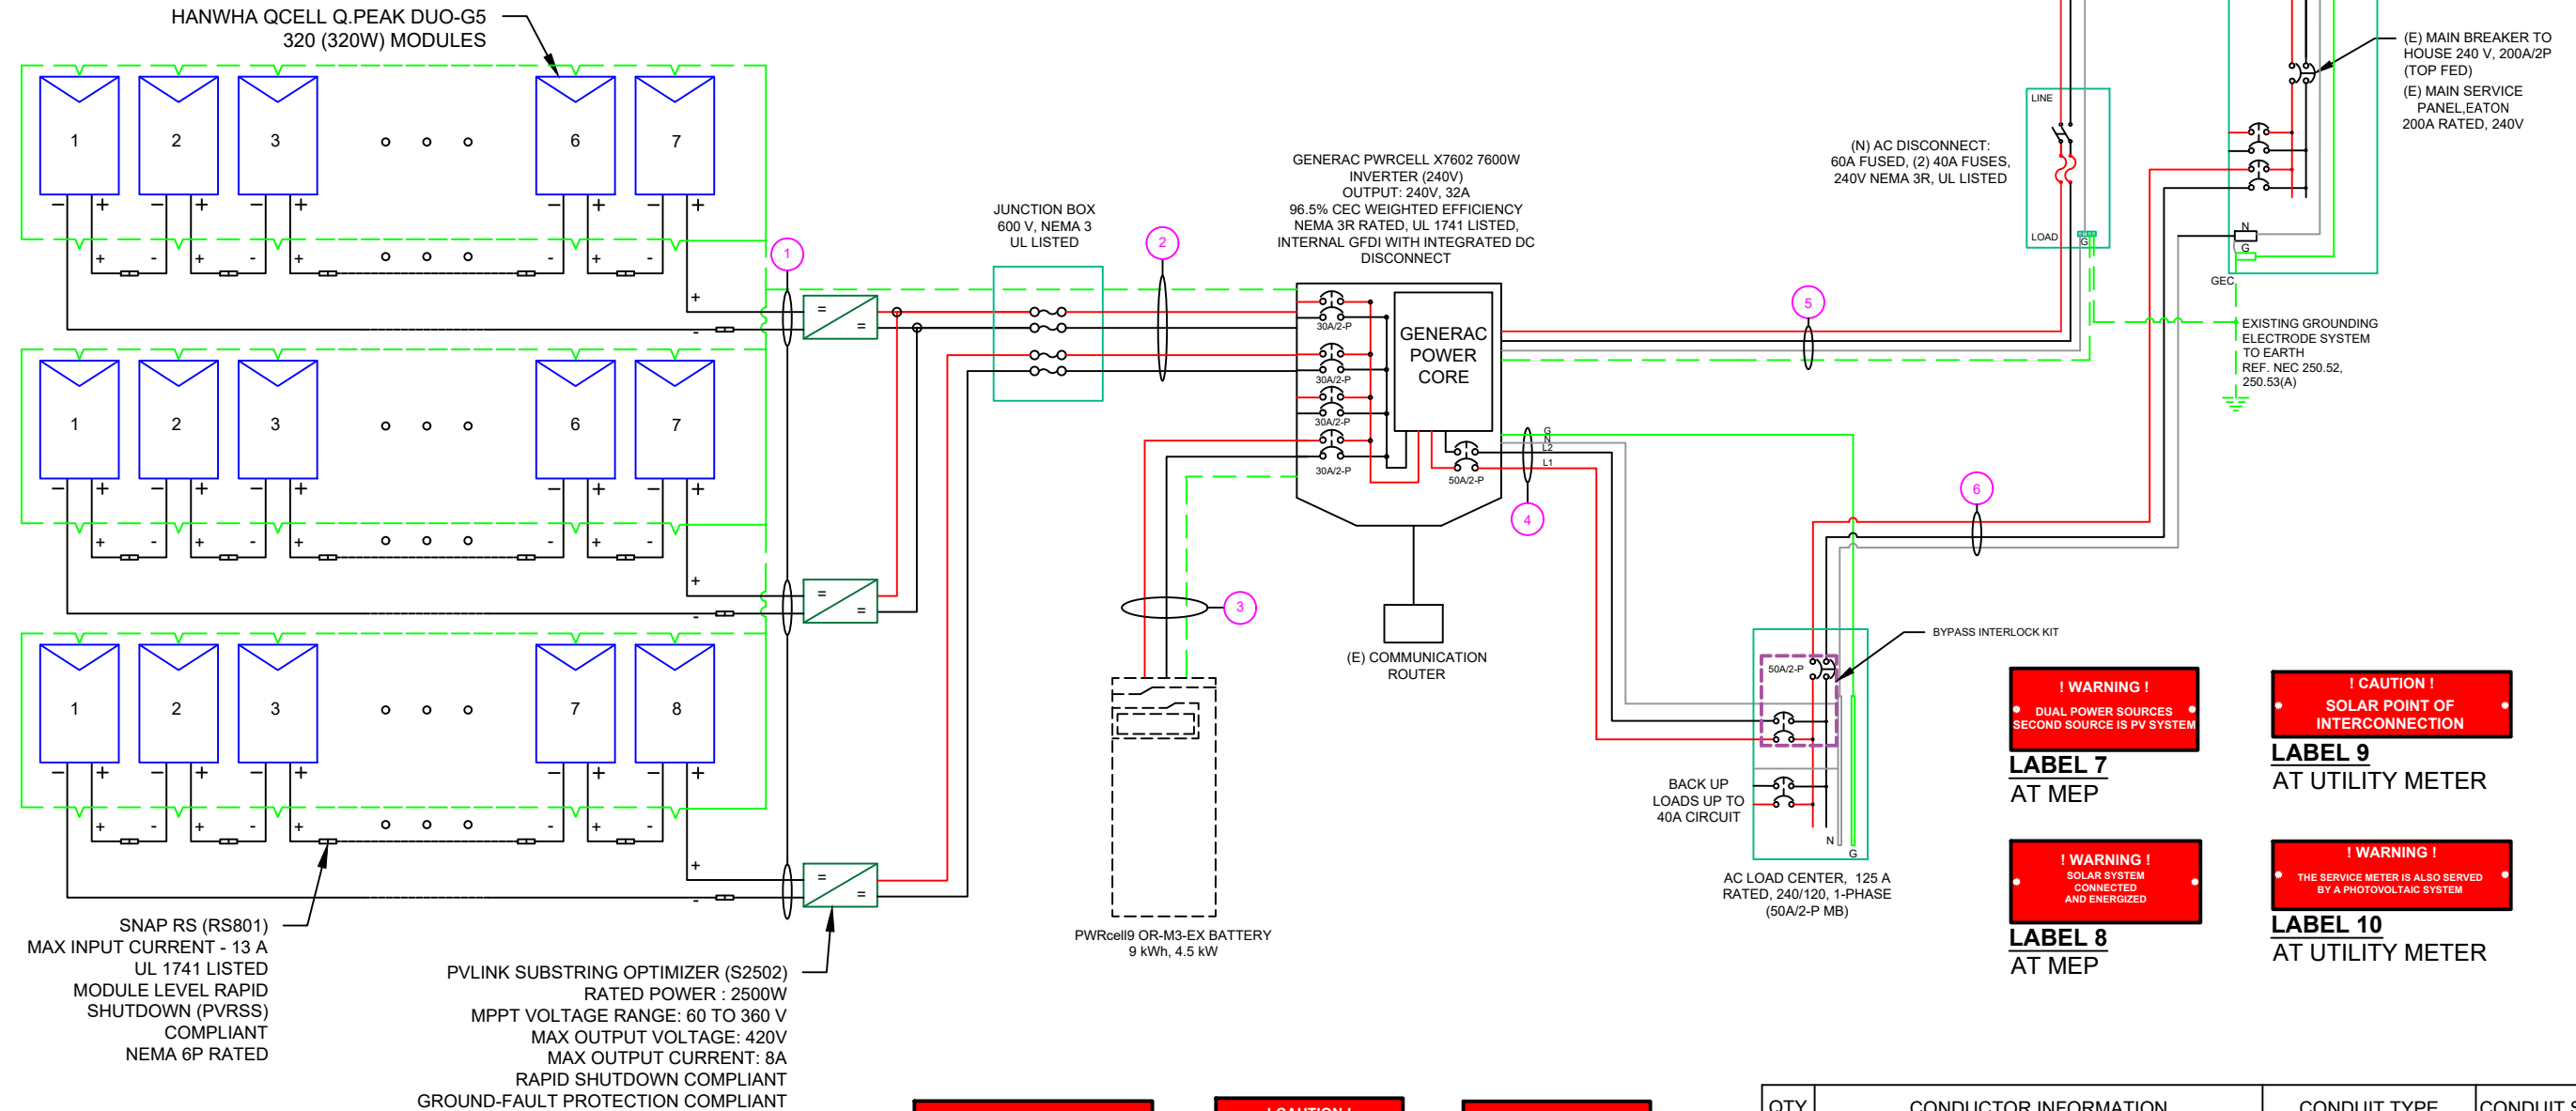 HANWHA QCELL Q.PEAK DUO-G5
320 (320W) MODULES
1
2
3
6
7
− + − + − + − + − +
+ - + - + - + -
+
-
1
2
3
6
7
− + − + − + − + − +
+ - + - + - + -
+
-
1
2
3
7
8
− + − + − + − + − +
+ - + - + - + -
+
-
SNAP RS (RS801)
MAX INPUT CURRENT - 13 A
UL 1741 LISTED
MODULE LEVEL RAPID
SHUTDOWN (PVRSS)
COMPLIANT
NEMA 6P RATED
PVLINK SUBSTRING OPTIMIZER (S2502)
RATED POWER : 2500W
MPPT VOLTAGE RANGE: 60 TO 360 V
MAX OUTPUT VOLTAGE: 420V
MAX OUTPUT CURRENT: 8A
RAPID SHUTDOWN COMPLIANT
GROUND-FAULT PROTECTION COMPLIANT
1
= =
= =
= =
JUNCTION BOX
600 V, NEMA 3
UL LISTED
2
GENERAC PWRCELL X7602 7600W
INVERTER (240V)
OUTPUT: 240V, 32A
96.5% CEC WEIGHTED EFFICIENCY
NEMA 3R RATED, UL 1741 LISTED,
INTERNAL GFDI WITH INTEGRATED DC
DISCONNECT
30A/2-P
30A/2-P
30A/2-P
30A/2-P
GENERAC
POWER
CORE
50A/2-P
3
PWRcell9 OR-M3-EX BATTERY
9 kWh, 4.5 kW
(E) COMMUNICATION
ROUTER
G
N
L2
L1
4
5
6
(N) AC DISCONNECT:
60A FUSED, (2) 40A FUSES,
240V NEMA 3R, UL LISTED
LINE
LOAD
G
(E) MAIN BREAKER TO
HOUSE 240 V, 200A/2P
(TOP FED)
(E) MAIN SERVICE
PANEL,EATON
200A RATED, 240V
N
G
GEC
EXISTING GROUNDING
ELECTRODE SYSTEM
TO EARTH
REF. NEC 250.52,
250.53(A)
BYPASS INTERLOCK KIT
50A/2-P
BACK UP
LOADS UP TO
40A CIRCUIT
N
G
AC LOAD CENTER, 125 A
RATED, 240/120, 1-PHASE
(50A/2-P MB)
! WARNING !
DUAL POWER SOURCES
SECOND SOURCE IS PV SYSTEM
LABEL 7
AT MEP
! CAUTION !
SOLAR POINT OF
INTERCONNECTION
LABEL 9
AT UTILITY METER
! WARNING !
SOLAR SYSTEM
CONNECTED
AND ENERGIZED
LABEL 8
AT MEP
! WARNING !
THE SERVICE METER IS ALSO SERVED
BY A PHOTOVOLTAIC SYSTEM
LABEL 10
AT UTILITY METER
! CAUTION !
QTY
CONDUCTOR INFORMATION
CONDUIT TYPE
CONDUIT S